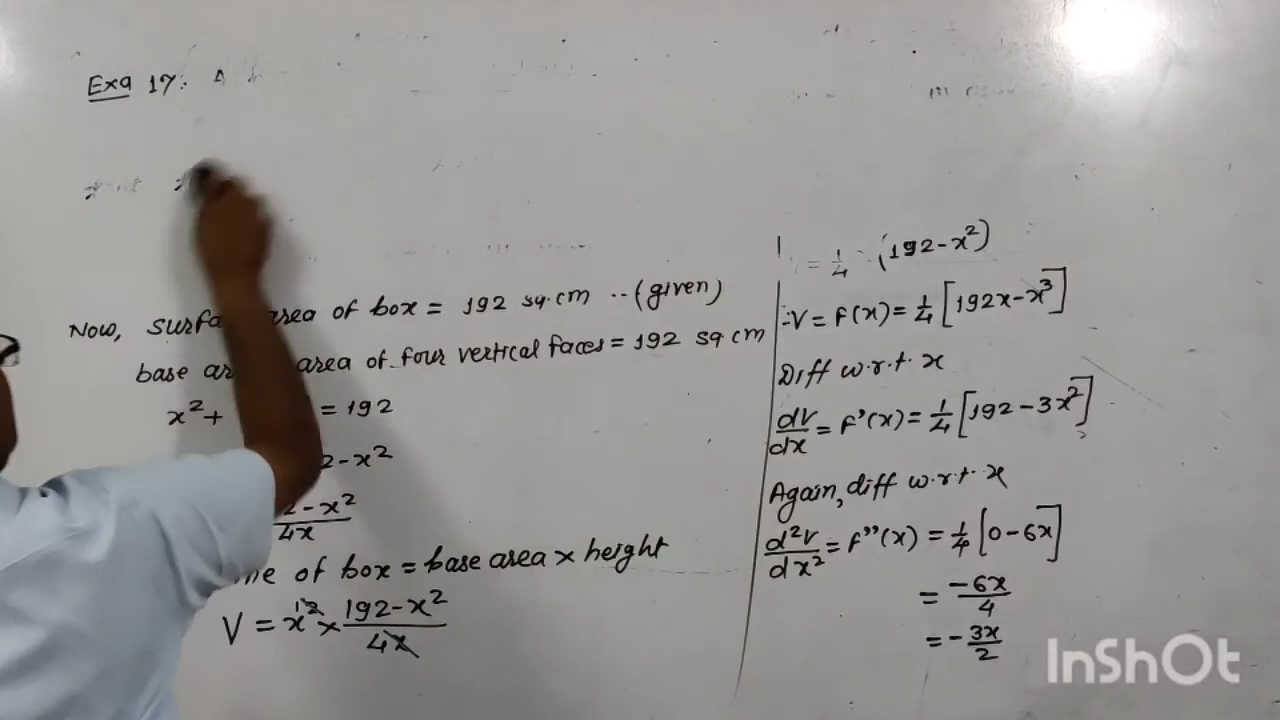 Exa 17:
Now, surfa area of box = 192 sq.cm ..(given)
base ar area of four vertical faces = 192 sq cm
x²+ = 192
2-x²
2-x²/4x
me of box = base area × height
V = x² × 192-x²/4x
= 1/4 (192-x²)
∴V = f(x) = 1/4 [192x-x³]
Diff w.r.t. x
dV/dx = f'(x) = 1/4 [192-3x²]
Again, diff w.r.t. x
d²V/dx² = f''(x) = 1/4 [0-6x]
= -6x/4
= -3x/2
InShOt